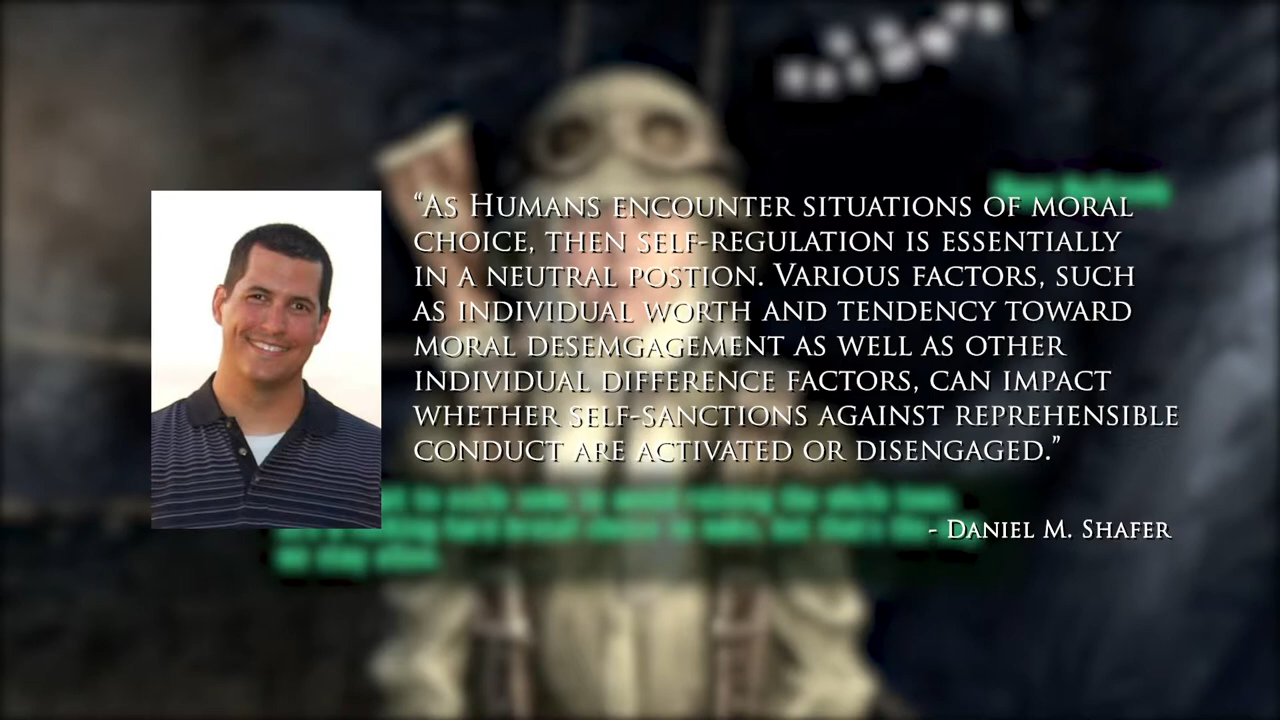 “As Humans encounter situations of moral
choice, then self-regulation is essentially
in a neutral postion. Various factors, such
as individual worth and tendency toward
moral desemgagement as well as other
individual difference factors, can impact
whether self-sanctions against reprehensible
conduct are activated or disengaged.”
- Daniel M. Shafer